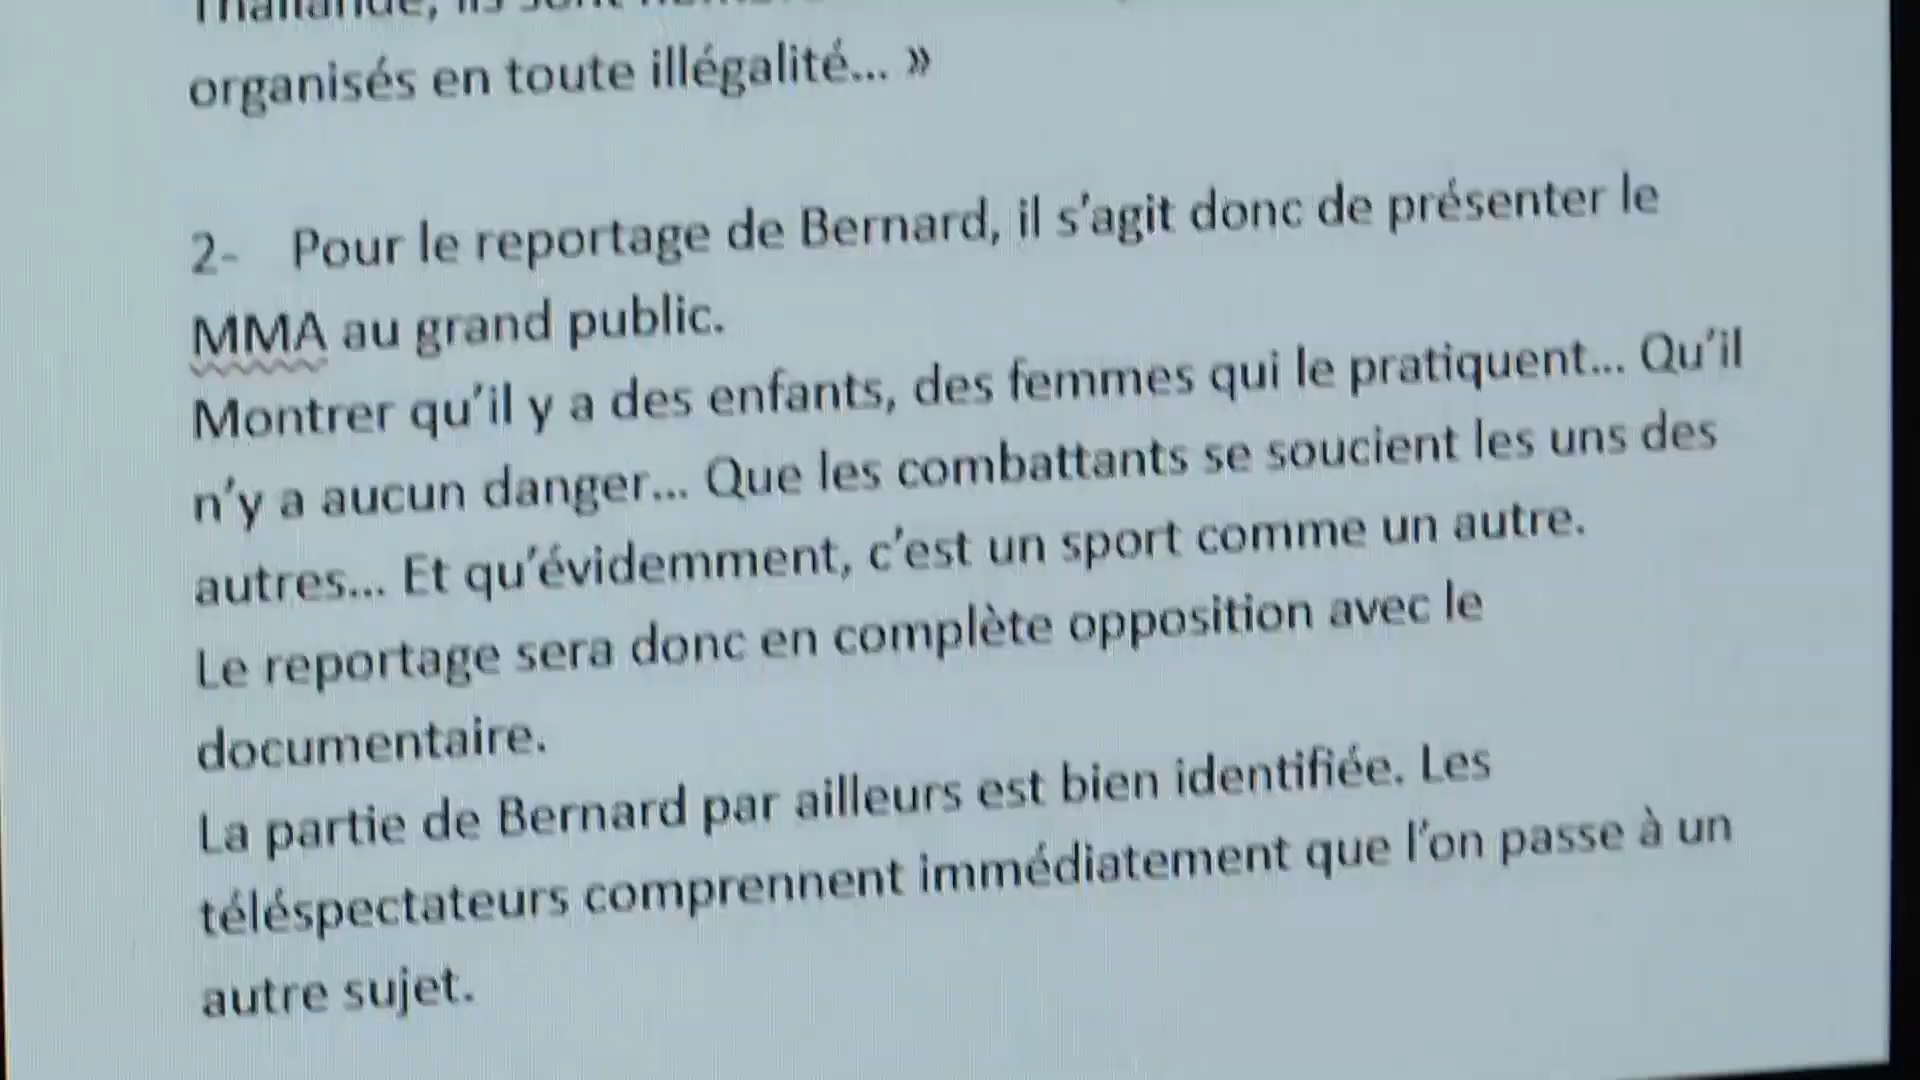 organisés en toute illégalité... »
2- Pour le reportage de Bernard, il s'agit donc de présenter le
MMA au grand public.
Montrer qu'il y a des enfants, des femmes qui le pratiquent... Qu'il
n'y a aucun danger... Que les combattants se soucient les uns des
autres... Et qu'évidemment, c'est un sport comme un autre.
Le reportage sera donc en complète opposition avec le
documentaire.
La partie de Bernard par ailleurs est bien identifiée. Les
téléspectateurs comprennent immédiatement que l'on passe à un
autre sujet.